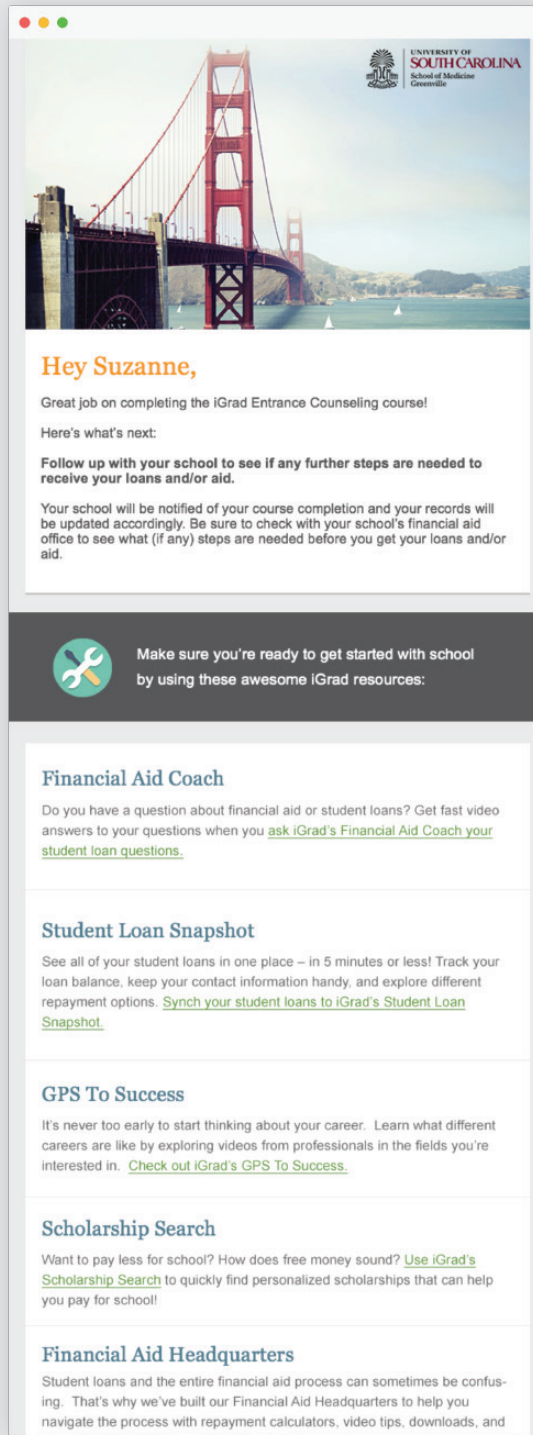 UNIVERSITY OF
SOUTH CAROLINA
School of Medicine
Greenville
Hey Suzanne,
Great job on completing the iGrad Entrance Counseling course!
Here's what's next:
Follow up with your school to see if any further steps are needed to
receive your loans and/or aid.
Your school will be notified of your course completion and your records will
be updated accordingly. Be sure to check with your school's financial aid
office to see what (if any) steps are needed before you get your loans and/or
aid.
Make sure you're ready to get started with school
by using these awesome iGrad resources:
Financial Aid Coach
Do you have a question about financial aid or student loans? Get fast video
answers to your questions when you ask iGrad's Financial Aid Coach your
student loan questions.
Student Loan Snapshot
See all of your student loans in one place – in 5 minutes or less! Track your
loan balance, keep your contact information handy, and explore different
repayment options. Synch your student loans to iGrad's Student Loan
Snapshot.
GPS To Success
It's never too early to start thinking about your career.  Learn what different
careers are like by exploring videos from professionals in the fields you're
interested in.  Check out iGrad's GPS To Success.
Scholarship Search
Want to pay less for school? How does free money sound? Use iGrad's
Scholarship Search to quickly find personalized scholarships that can help
you pay for school!
Financial Aid Headquarters
Student loans and the entire financial aid process can sometimes be confus-
ing.  That's why we've built our Financial Aid Headquarters to help you
navigate the process with repayment calculators, video tips, downloads, and